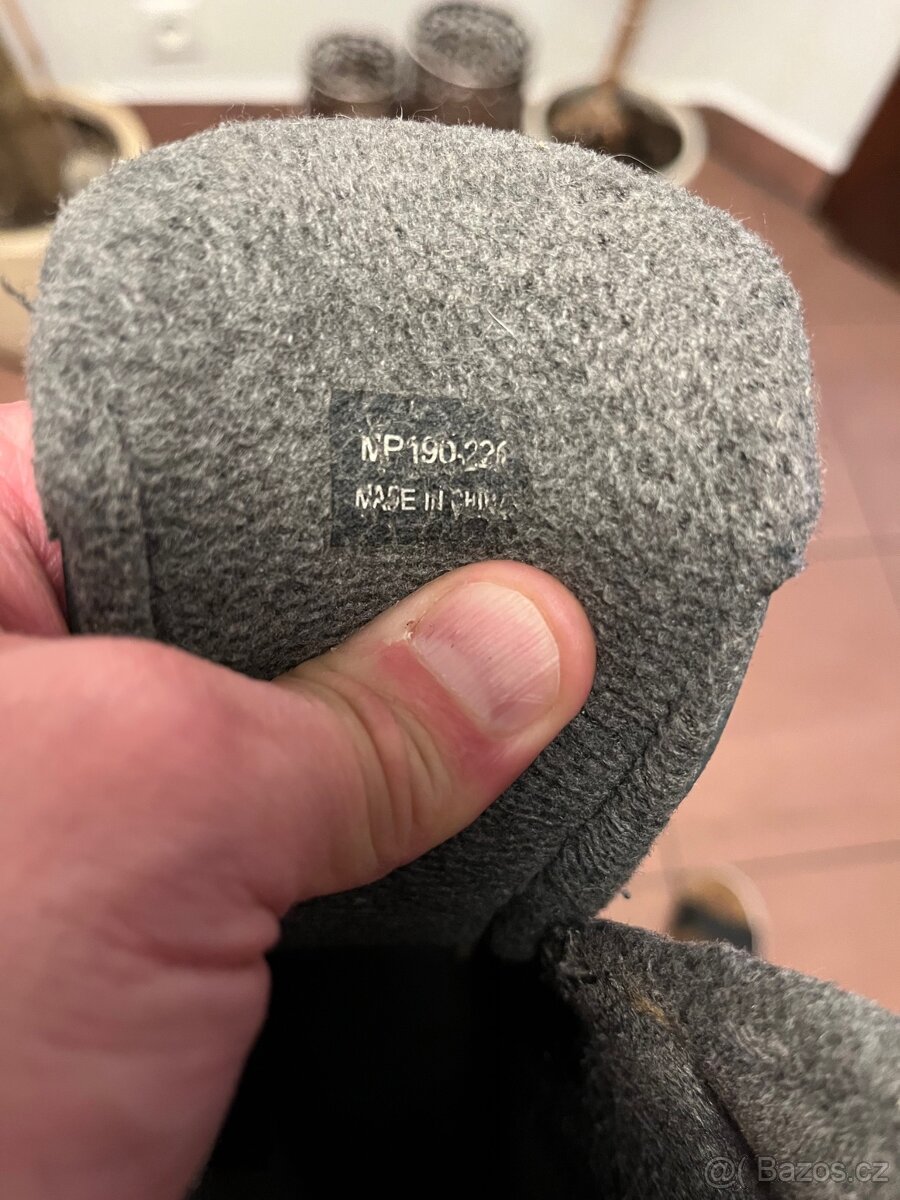 MP190-226
MADE IN CHINA
@( Bazos.cz